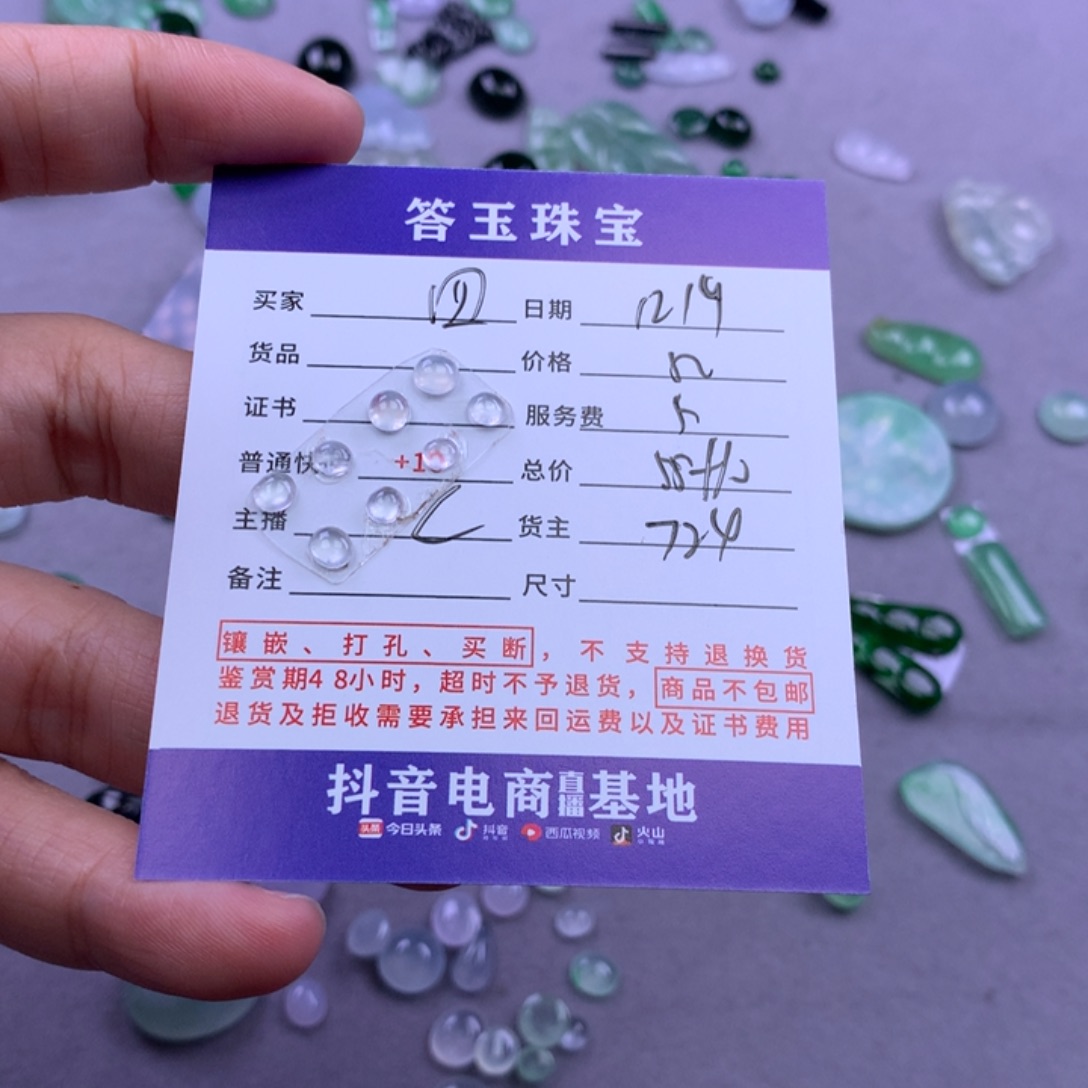 答玉珠宝
买家 日期 1219
货品 价格
证书 服务费
普通快 +1 总价
主播 货主 724
备注 尺寸
镶嵌、打孔、买断，不支持退换货
鉴赏期48小时，超时不予退货，商品不包邮
退货及拒收需要承担来回运费以及证书费用
抖音电商直播基地
头条 今日头条 抖音 西瓜视频 火山